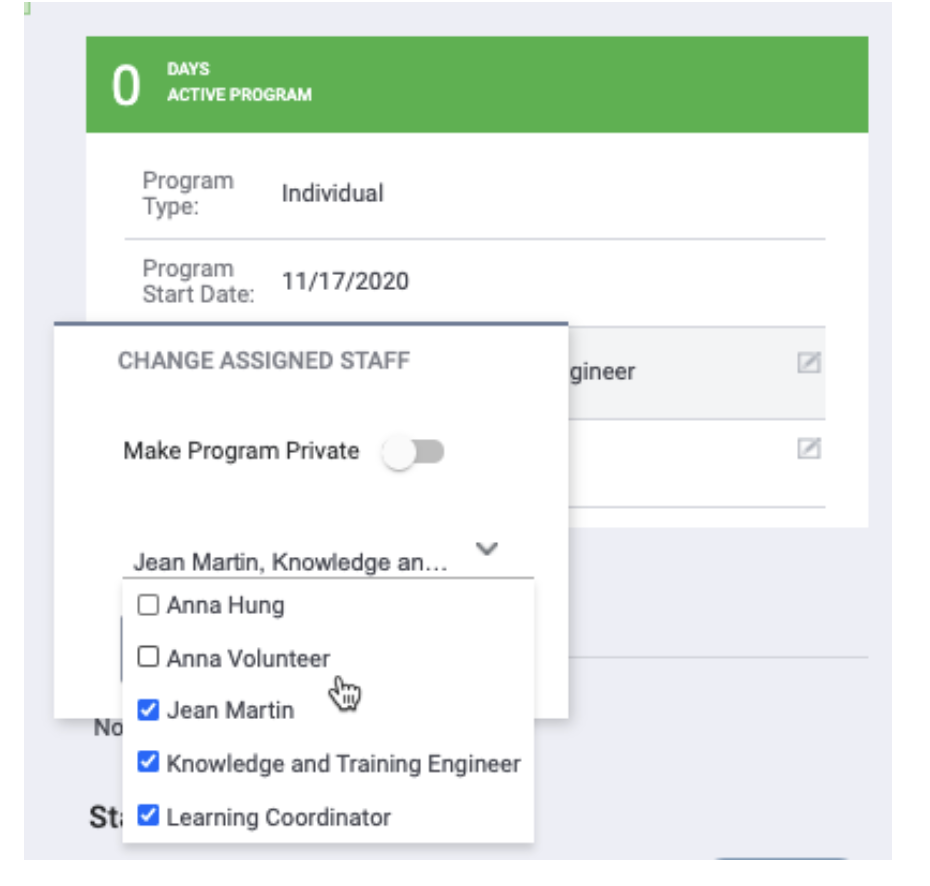 0 DAYS
ACTIVE PROGRAM
Program
Type:
Individual
Program
Start Date:
11/17/2020
CHANGE ASSIGNED STAFF
gineer
Make Program Private
Jean Martin, Knowledge an...
Anna Hung
Anna Volunteer
Jean Martin
No
Knowledge and Training Engineer
Sta
Learning Coordinator